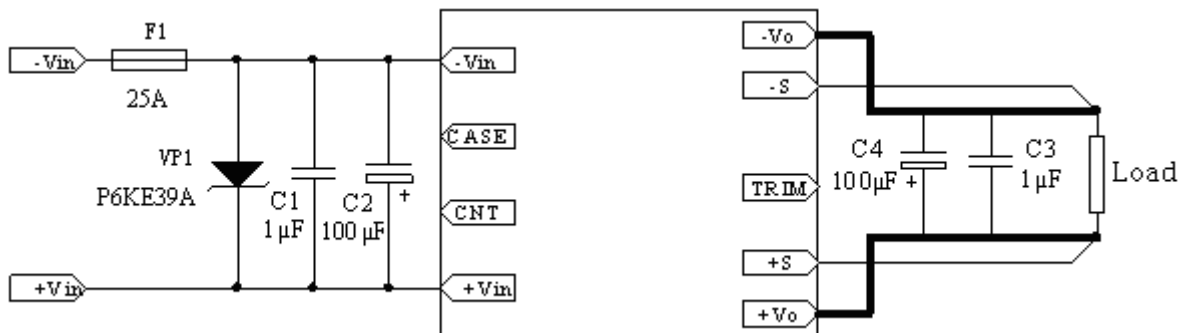 F1
-Vin
25A
VP1
P6KE39A
C1
1μF
C2
100μF
+
+Vin
-Vin
CASE
CNT
+Vin
-Vo
-S
TRIM
+S
+Vo
C4
100μF
+
C3
1μF
Load